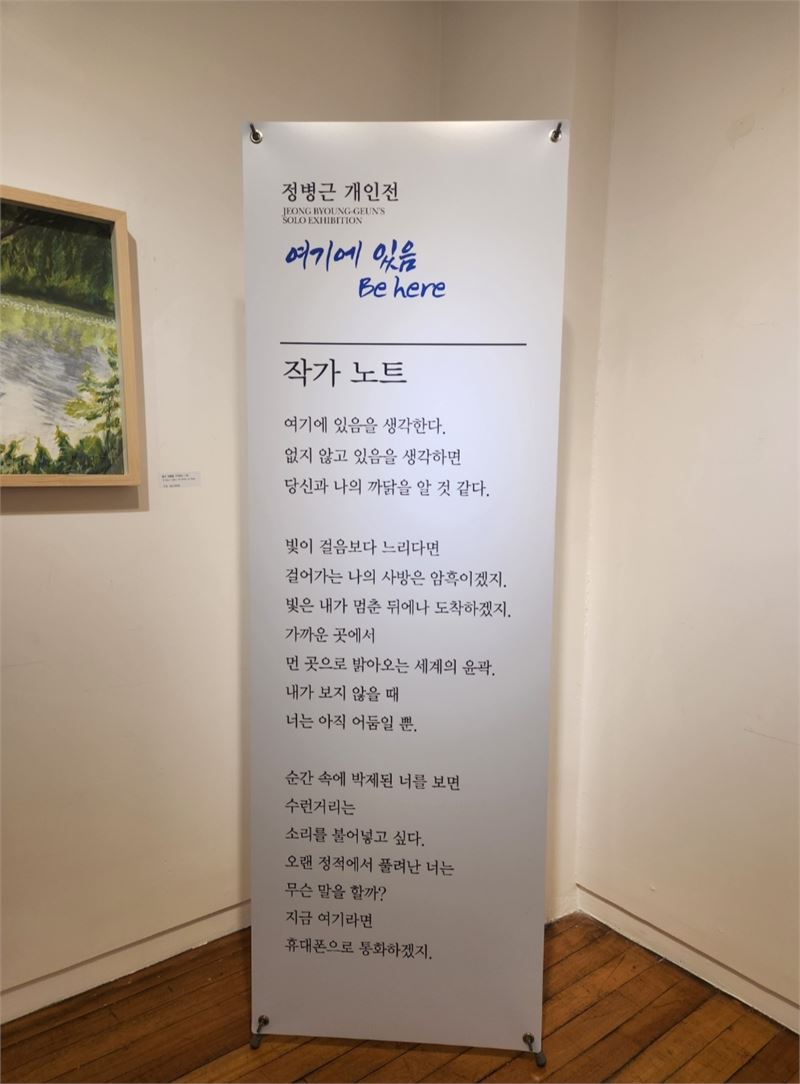 정병근 개인전
JEONG BYOUNG-GEUN'S
SOLO EXHIBITION
여기에 있음
Be here
작가 노트
여기에 있음을 생각한다.
없지 않고 있음을 생각하면
당신과 나의 까닭을 알 것 같다.
빛이 걸음보다 느리다면
걸어가는 나의 사방은 암흑이겠지.
빛은 내가 멈춘 뒤에나 도착하겠지.
가까운 곳에서
먼 곳으로 밝아오는 세계의 윤곽.
내가 보지 않을 때
너는 아직 어둠일 뿐.
순간 속에 박제된 너를 보면
수런거리는
소리를 불어넣고 싶다.
오랜 정적에서 풀려난 너는
무슨 말을 할까?
지금 여기라면
휴대폰으로 통화하겠지.